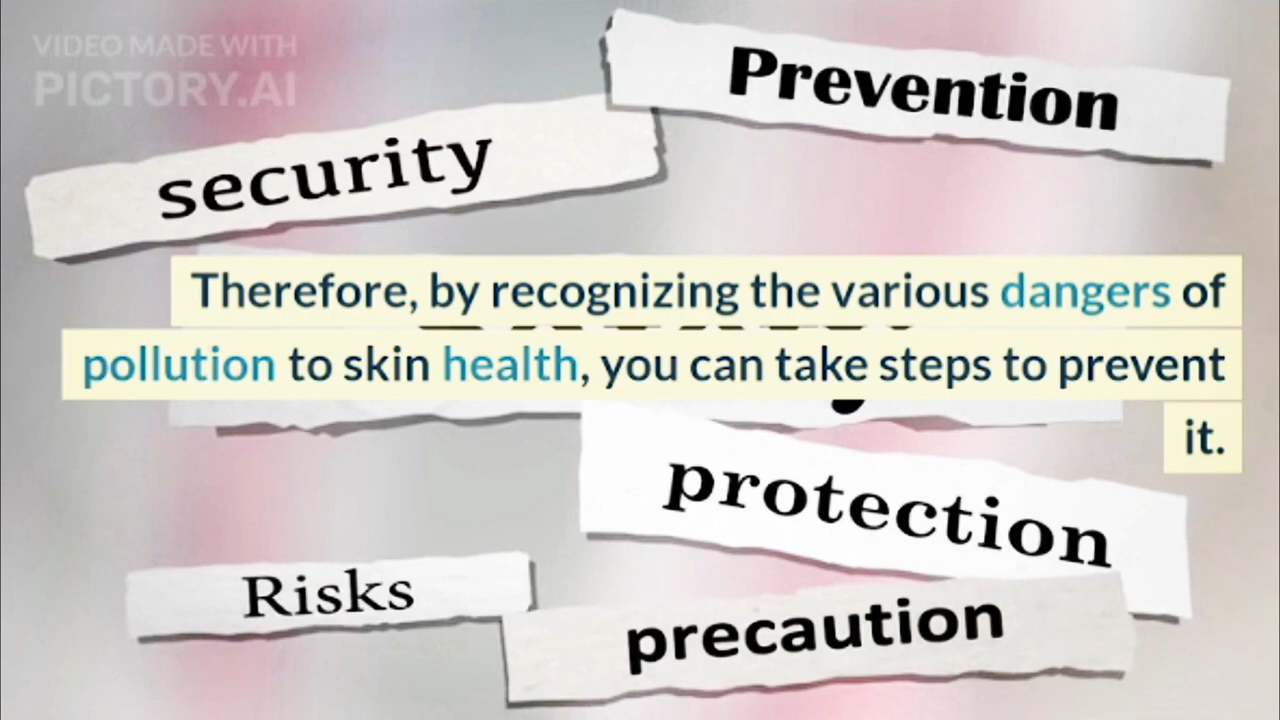 VIDEO MADE WITH
PICTORY.AI
Prevention
security
Therefore, by recognizing the various dangers of
pollution to skin health, you can take steps to prevent
it.
protection
Risks
precaution